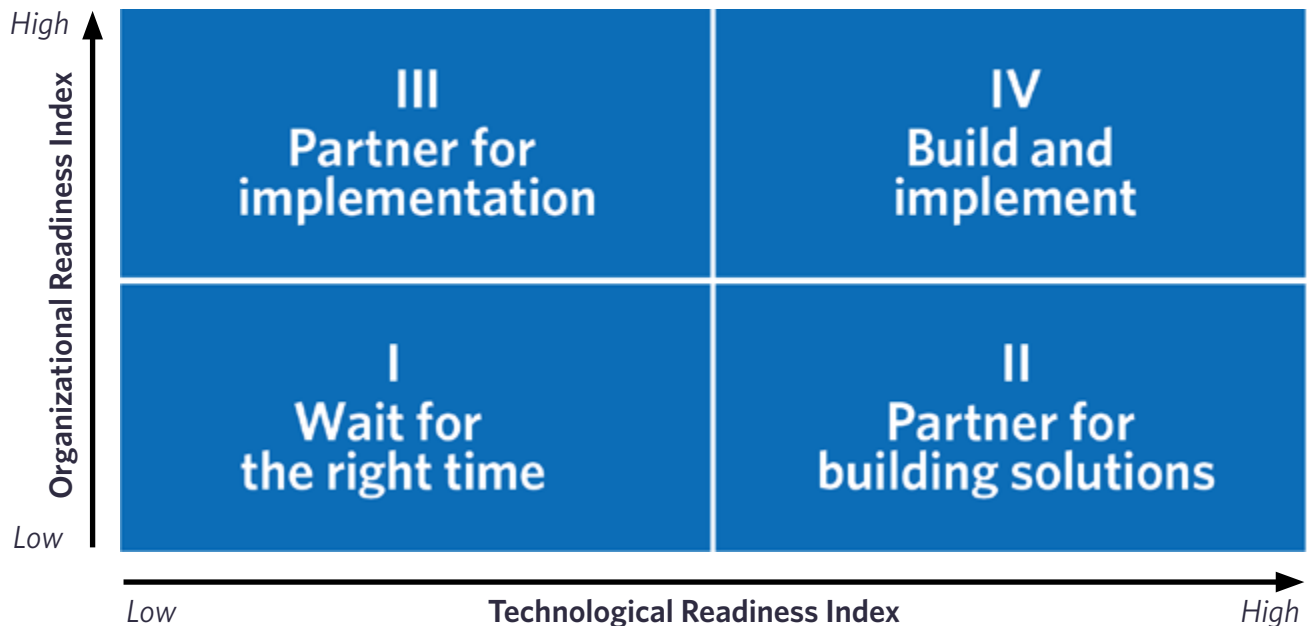 High
Organizational Readiness Index
Low
III
Partner for
implementation
IV
Build and
implement
I
Wait for
the right time
II
Partner for
building solutions
Low
Technological Readiness Index
High